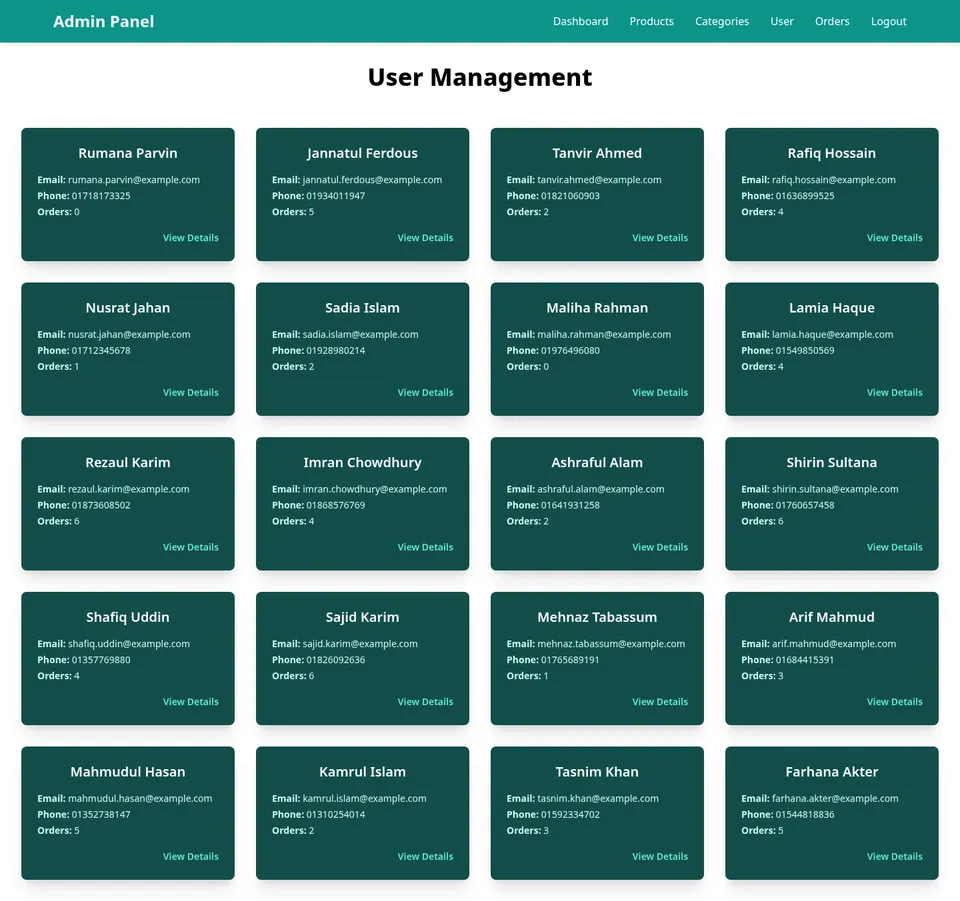 Admin Panel
Dashboard Products Categories User Orders Logout
User Management
Rumana Parvin
Email: rumana.parvin@example.com
Phone: 01718173325
Orders: 0
View Details
Jannatul Ferdous
Email: jannatul.ferdous@example.com
Phone: 01934011947
Orders: 5
View Details
Tanvir Ahmed
Email: tanvir.ahmed@example.com
Phone: 01821060903
Orders: 2
View Details
Rafiq Hossain
Email: rafiq.hossain@example.com
Phone: 01636899525
Orders: 4
View Details
Nusrat Jahan
Email: nusrat.jahan@example.com
Phone: 01712345678
Orders: 1
View Details
Sadia Islam
Email: sadia.islam@example.com
Phone: 01928980214
Orders: 2
View Details
Maliha Rahman
Email: maliha.rahman@example.com
Phone: 01976496080
Orders: 0
View Details
Lamia Haque
Email: lamia.haque@example.com
Phone: 01549850569
Orders: 4
View Details
Rezaul Karim
Email: rezaul.karim@example.com
Phone: 01873608502
Orders: 6
View Details
Imran Chowdhury
Email: imran.chowdhury@example.com
Phone: 01868576769
Orders: 4
View Details
Ashraful Alam
Email: ashraful.alam@example.com
Phone: 01641931258
Orders: 2
View Details
Shirin Sultana
Email: shirin.sultana@example.com
Phone: 01760657458
Orders: 6
View Details
Shafiq Uddin
Email: shafiq.uddin@example.com
Phone: 01357769880
Orders: 4
View Details
Sajid Karim
Email: sajid.karim@example.com
Phone: 01826092636
Orders: 6
View Details
Mehnaz Tabassum
Email: mehnaz.tabassum@example.com
Phone: 01765689191
Orders: 1
View Details
Arif Mahmud
Email: arif.mahmud@example.com
Phone: 01684415391
Orders: 3
View Details
Mahmudul Hasan
Email: mahmudul.hasan@example.com
Phone: 01352738147
Orders: 5
View Details
Kamrul Islam
Email: kamrul.islam@example.com
Phone: 01310254014
Orders: 2
View Details
Tasnim Khan
Email: tasnim.khan@example.com
Phone: 01592334702
Orders: 3
View Details
Farhana Akter
Email: farhana.akter@example.com
Phone: 01544818836
Orders: 5
View Details